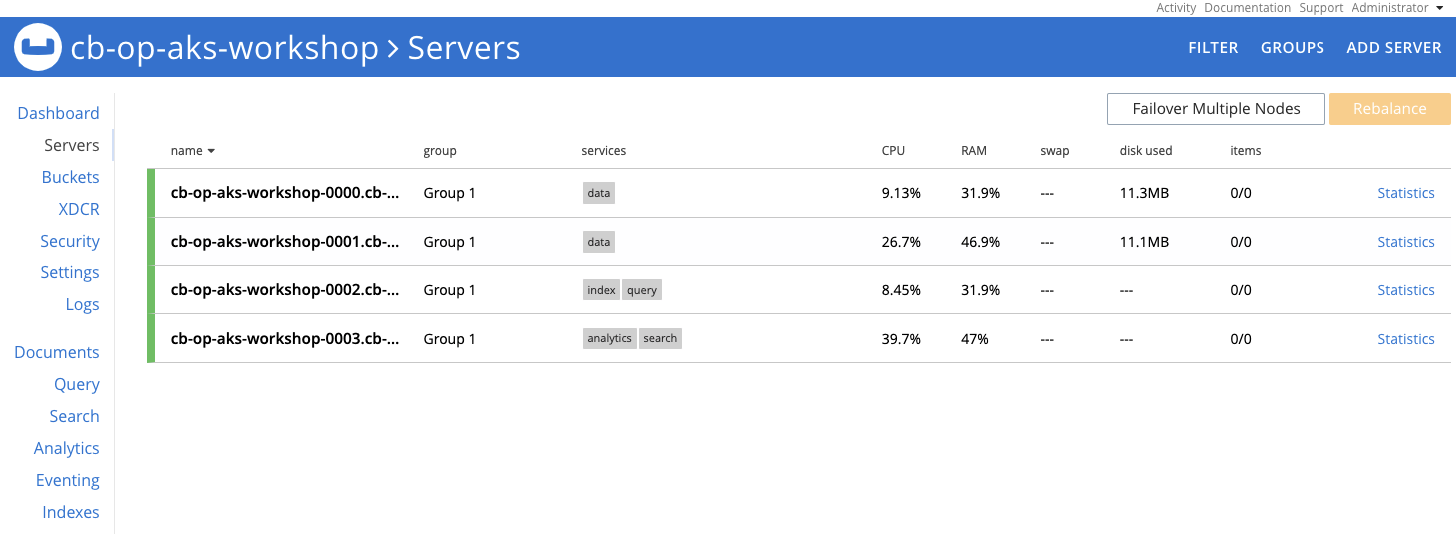 Activity Documentation Support Administrator
cb-op-aks-workshop > Servers FILTER GROUPS ADD SERVER
Failover Multiple Nodes Rebalance
Dashboard
Servers
Buckets
XDCR
Security
Settings
Logs
Documents
Query
Search
Analytics
Eventing
Indexes
name group services CPU RAM swap disk used items
cb-op-aks-workshop-0000.cb-... Group 1 data 9.13% 31.9% --- 11.3MB 0/0 Statistics
cb-op-aks-workshop-0001.cb-... Group 1 data 26.7% 46.9% --- 11.1MB 0/0 Statistics
cb-op-aks-workshop-0002.cb-... Group 1 index query 8.45% 31.9% --- --- 0/0 Statistics
cb-op-aks-workshop-0003.cb-... Group 1 analytics search 39.7% 47% --- --- 0/0 Statistics